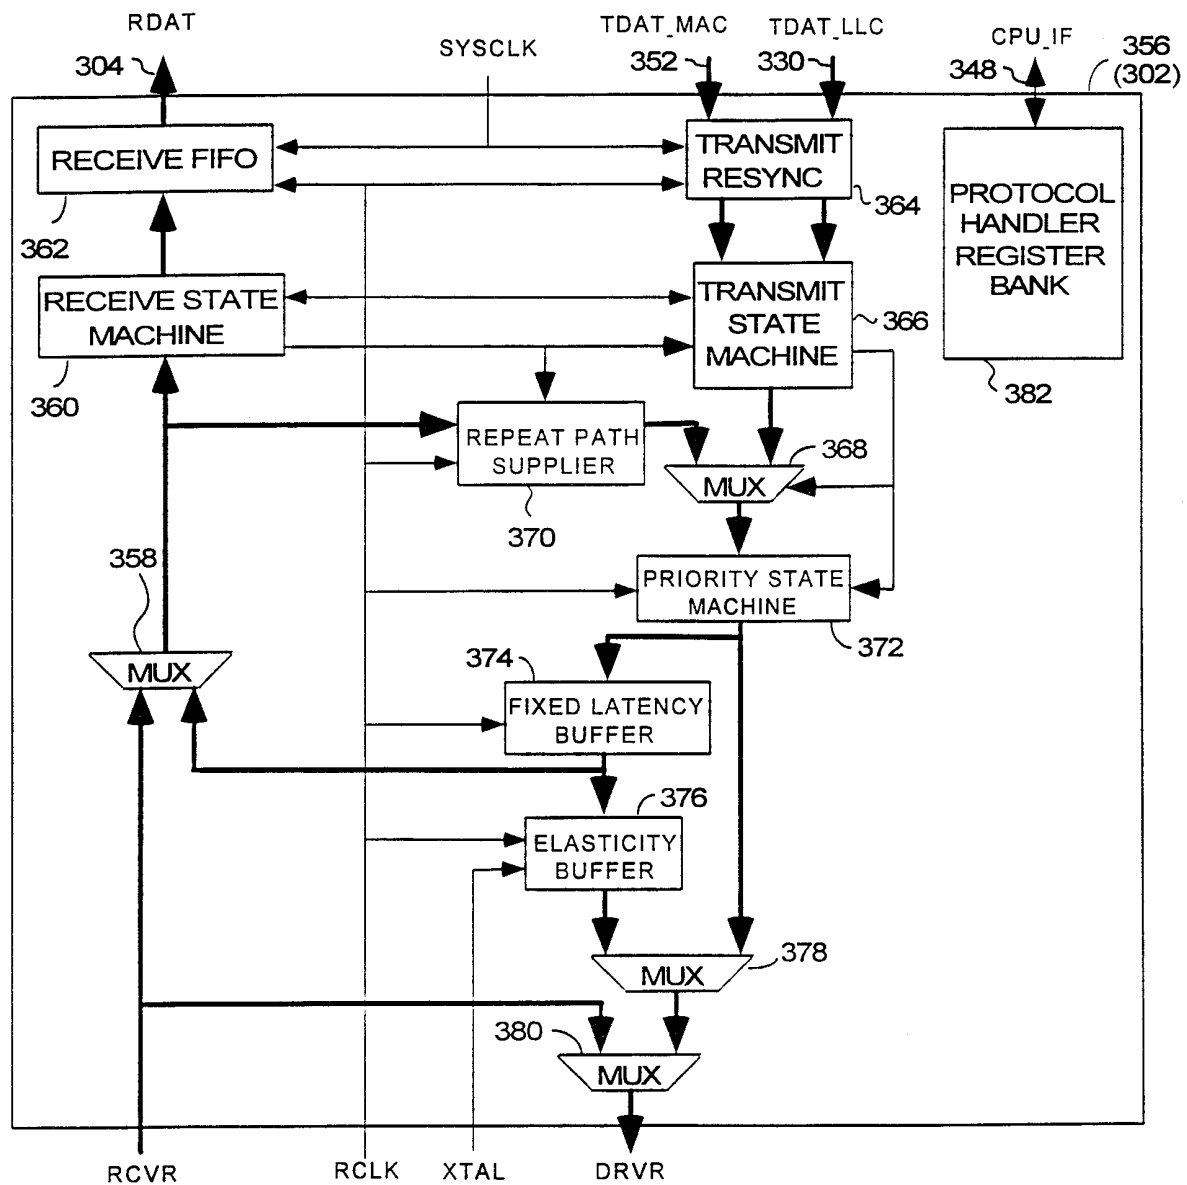 RDAT
304
SYSCLK
TDAT_MAC
352
TDAT_LLC
330
CPU_IF
348
356
(302)
RECEIVE FIFO
362
TRANSMIT
RESYNC
364
PROTOCOL
HANDLER
REGISTER
BANK
382
RECEIVE STATE
MACHINE
360
TRANSMIT
STATE
MACHINE
366
REPEAT PATH
SUPPLIER
370
MUX
368
358
MUX
PRIORITY STATE
MACHINE
372
374
FIXED LATENCY
BUFFER
376
ELASTICITY
BUFFER
MUX
378
380
MUX
RCVR
RCLK
XTAL
DRVR